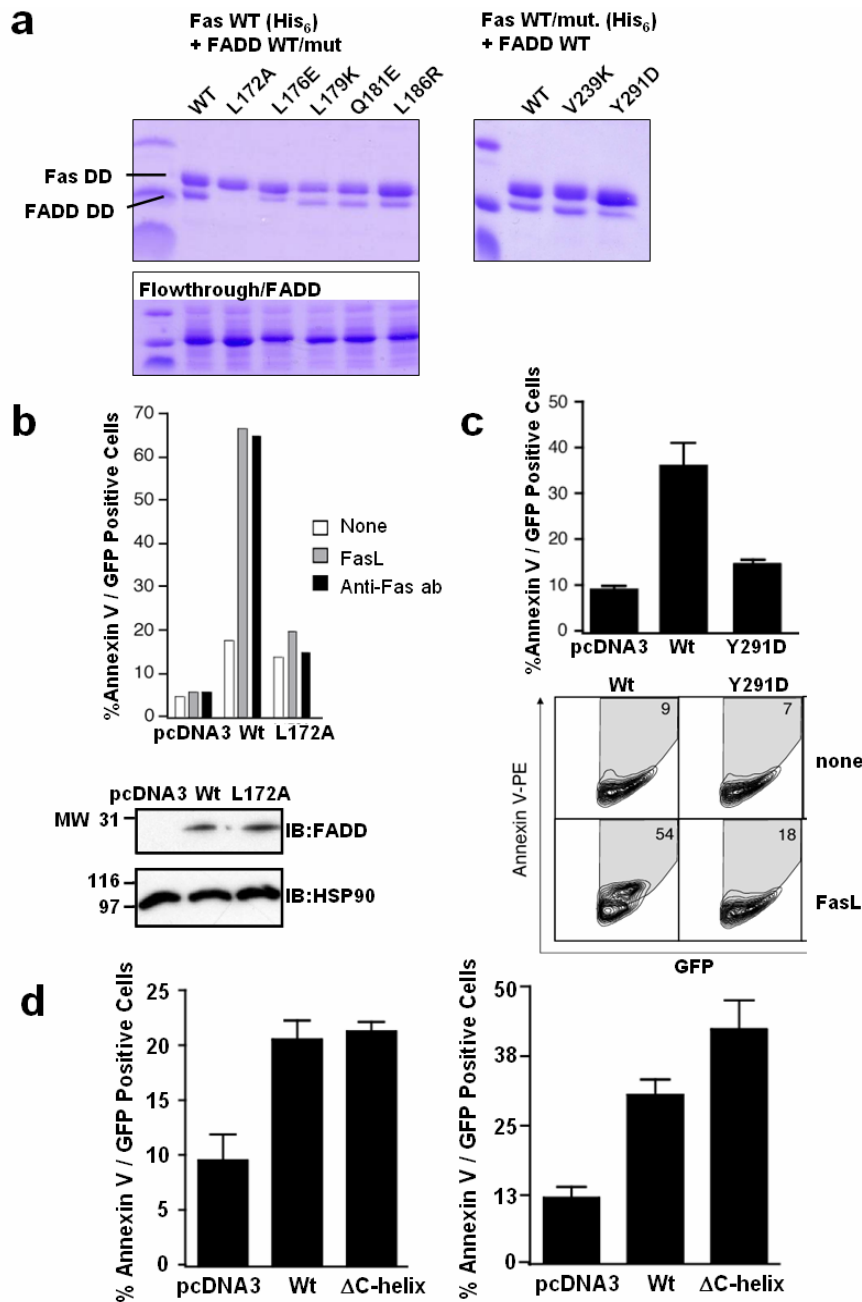 a
Fas WT (His6)
+ FADD WT/mut
WT
L172A
L176E
L179K
Q181E
L186R
Fas WT/mut. (His6)
+ FADD WT
WT
V239K
Y291D
Fas DD
FADD DD
Flowthrough/FADD
b
%Annexin V / GFP Positive Cells
70
60
50
40
30
20
10
0
None
FasL
Anti-Fas ab
pcDNA3 Wt L172A
pcDNA3 Wt L172A
MW 31
IB:FADD
116
97
IB:HSP90
c
%Annexin V / GFP Positive Cells
50
40
30
20
10
0
pcDNA3 Wt Y291D
Wt Y291D
9 7
none
54 18
FasL
Annexin V-PE
GFP
d
% Annexin V / GFP Positive Cells
25
20
15
10
5
0
pcDNA3 Wt ΔC-helix
% Annexin V / GFP Positive Cells
50
38
25
13
0
pcDNA3 Wt ΔC-helix